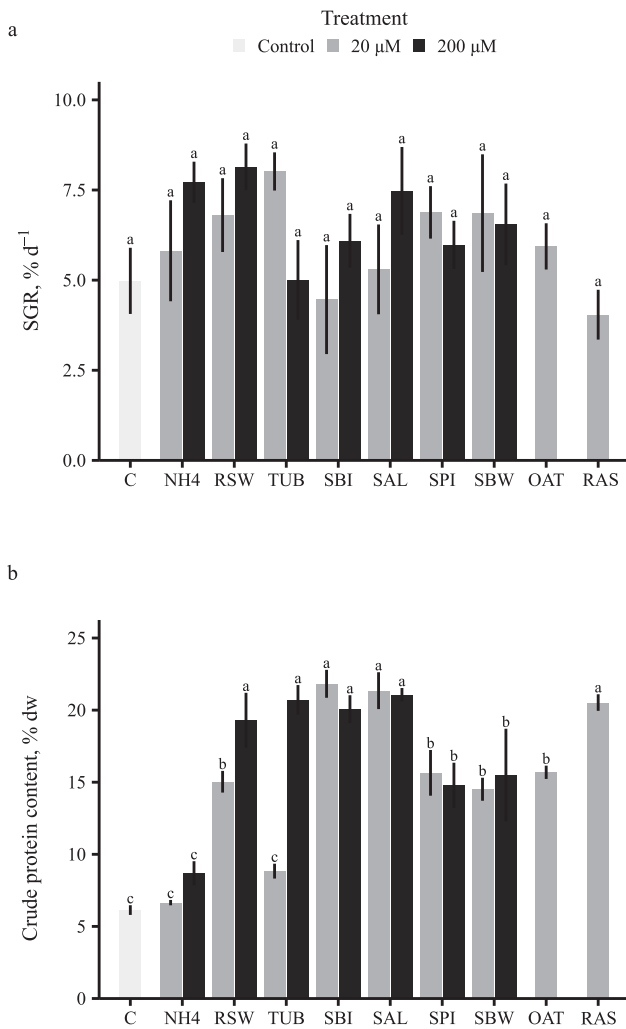 a
Treatment
Control 20 μM 200 μM
SGR, % d⁻¹
10.0
7.5
5.0
2.5
0.0
a a a a a a a a a a a a a a a a a
C NH4 RSW TUB SBI SAL SPI SBW OAT RAS
b
Crude protein content, % dw
25
20
15
10
5
0
c c c b a c a a a a a b b b b b a
C NH4 RSW TUB SBI SAL SPI SBW OAT RAS